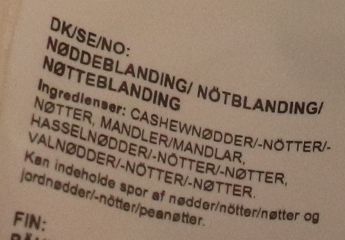 DK/SE/NO:
NØDDEBLANDING/ NÖTBLANDING/
NØTTEBLANDING
Ingredienser: CASHEWNØDDER/-NÖTTER/-
NØTTER, MANDLER/MANDLAR,
HASSELNØDDER/-NÖTTER/-NØTTER,
VALNØDDER/-NÖTTER/-NØTTER.
Kan indeholde spor af nødder/nötter/nøtter og
jordnødder/-nötter/peanøtter.
FIN: